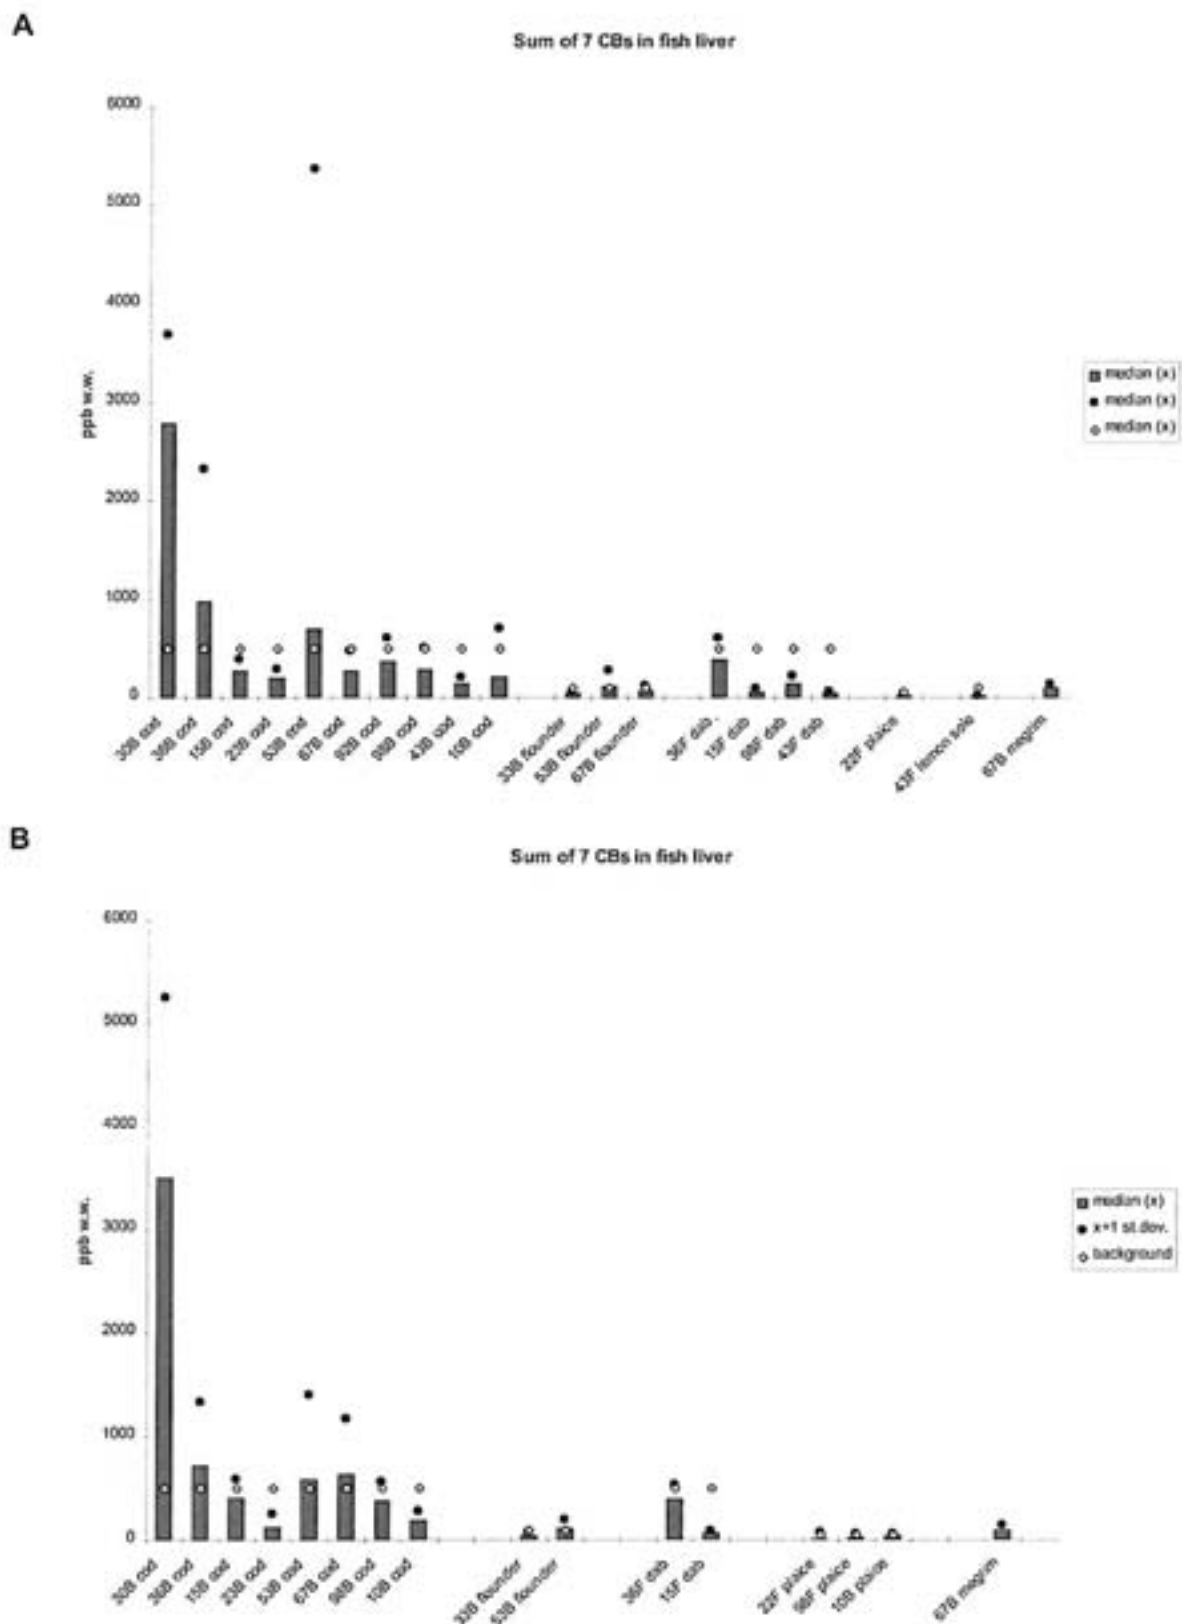 A
Sum of 7 CBs in fish liver
6000
5000
4000
3000
2000
1000
0
ppb w.w.
median (x)
median (x)
median (x)
30B cod
36B cod
15B cod
23B cod
53B cod
67B cod
92B cod
98B cod
43B cod
10B cod
33B flounder
53B flounder
67B flounder
36F dab.
15F dab
98F dab
43F dab
22F plaice
43F lemon sole
67B megrim
B
Sum of 7 CBs in fish liver
6000
5000
4000
3000
2000
1000
0
ppb w.w.
median (x)
x+1 st.dev.
background
30B cod
36B cod
15B cod
23B cod
53B cod
67B cod
98B cod
10B cod
33B flounder
53B flounder
36F dab
15F dab
22F plaice
98F plaice
10B plaice
67B megrim